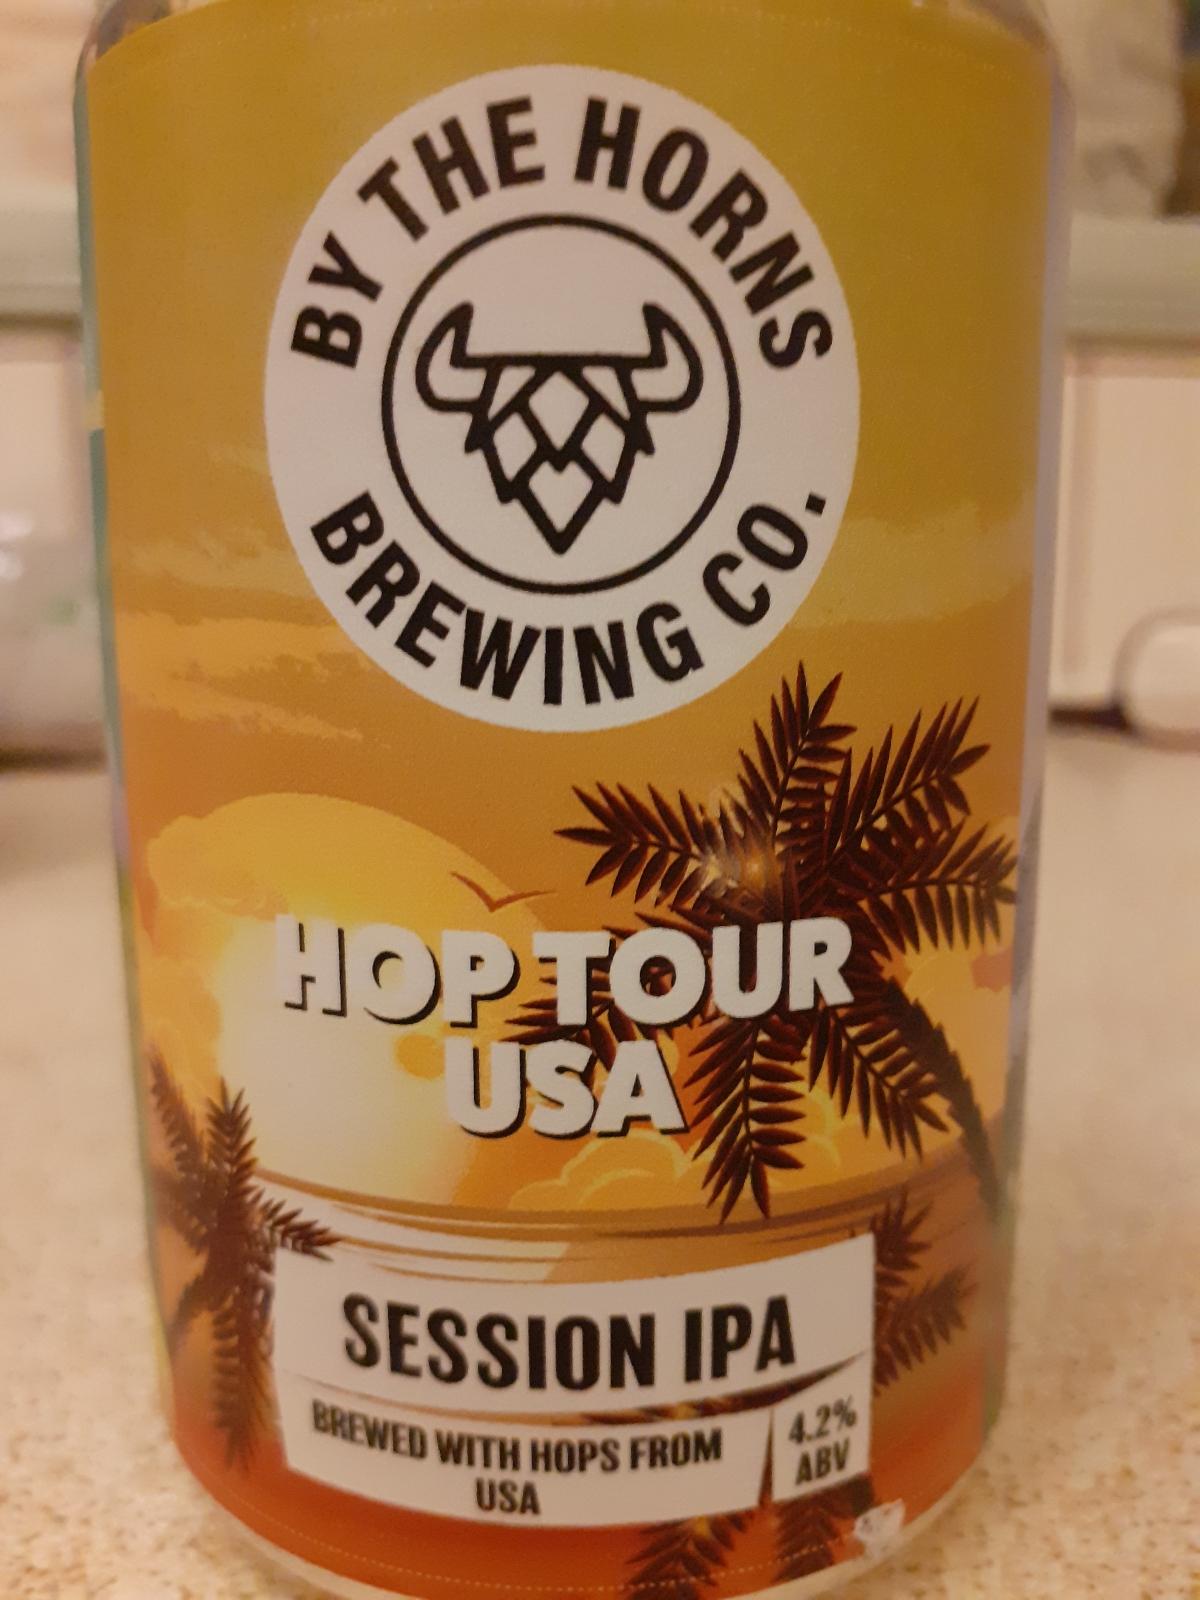 BY THE HORNS
BREWING CO.
HOP TOUR
USA
SESSION IPA
BREWED WITH HOPS FROM
USA
4.2%
ABV